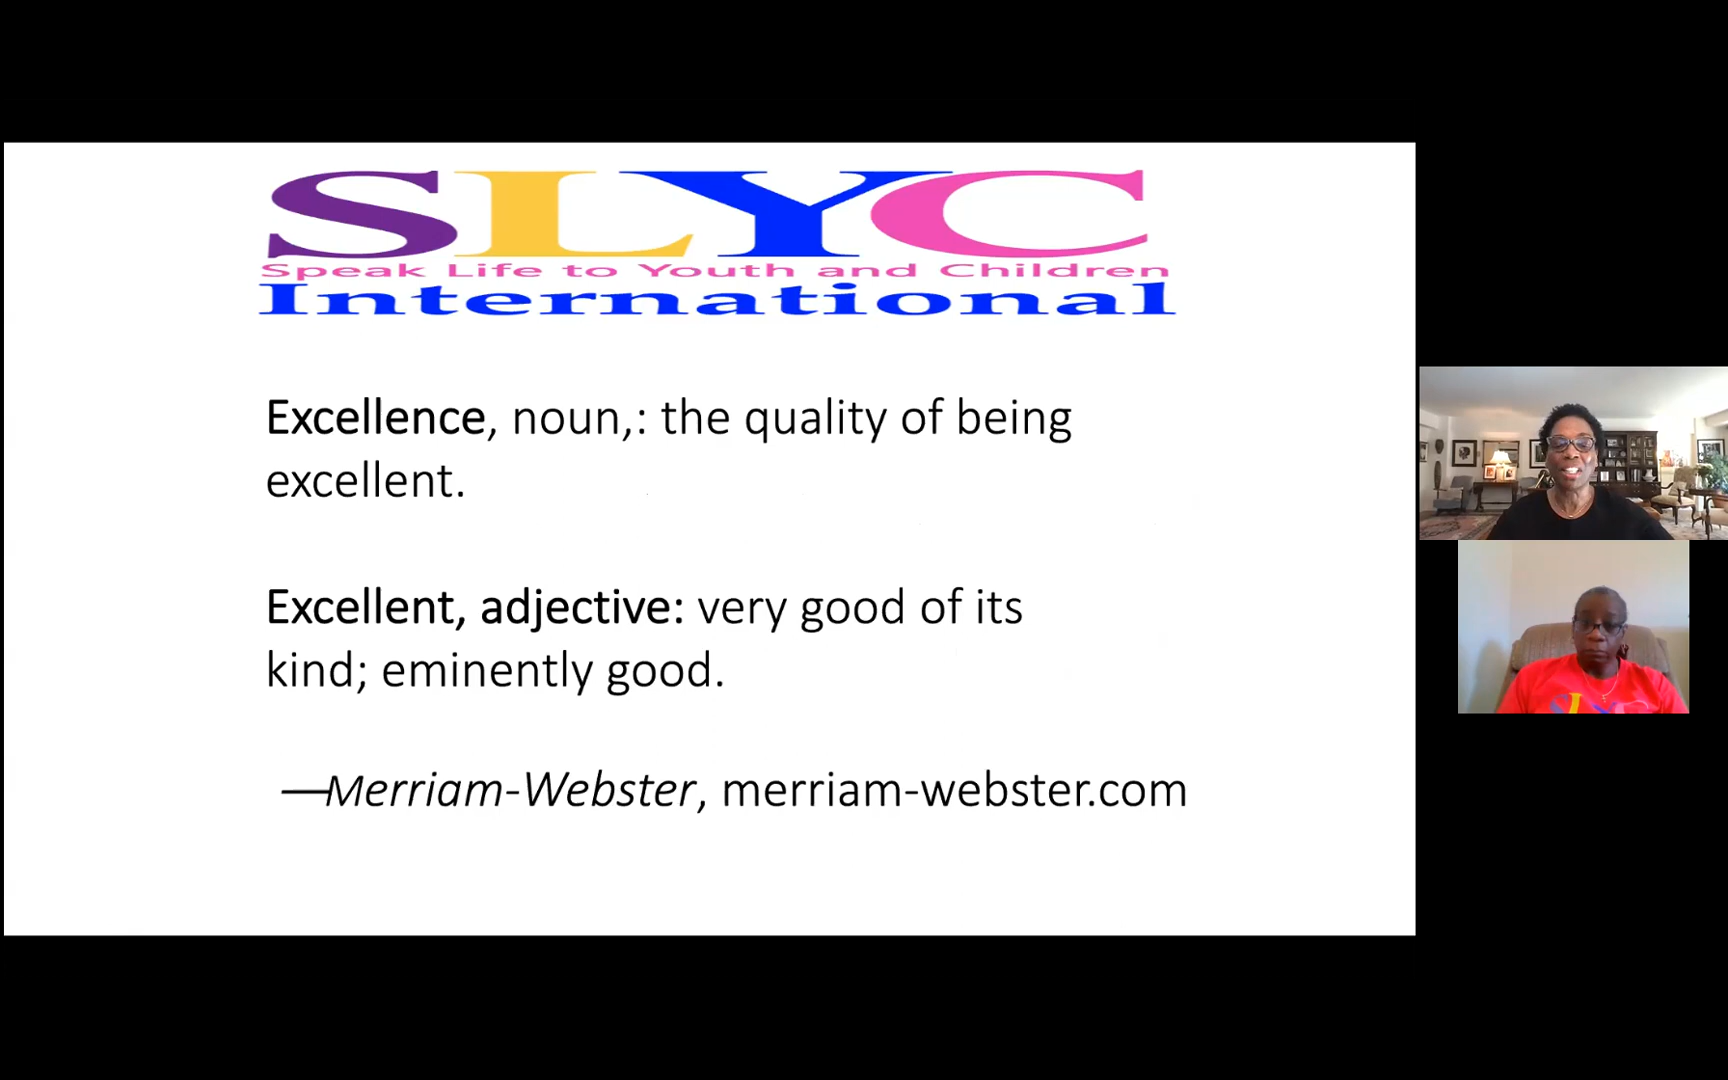 SLYC
Speak Life to Youth and Children
International
Excellence, noun,: the quality of being
excellent.
Excellent, adjective: very good of its
kind; eminently good.
—Merriam-Webster, merriam-webster.com
SLYC